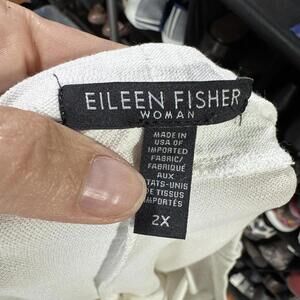 EILEEN FISHER
WOMAN
MADE IN
USA OF
IMPORTED
FABRIC/
FABRIQUÉ
AUX
ÉTATS-UNIS
DE TISSUS
IMPORTÉS
2X